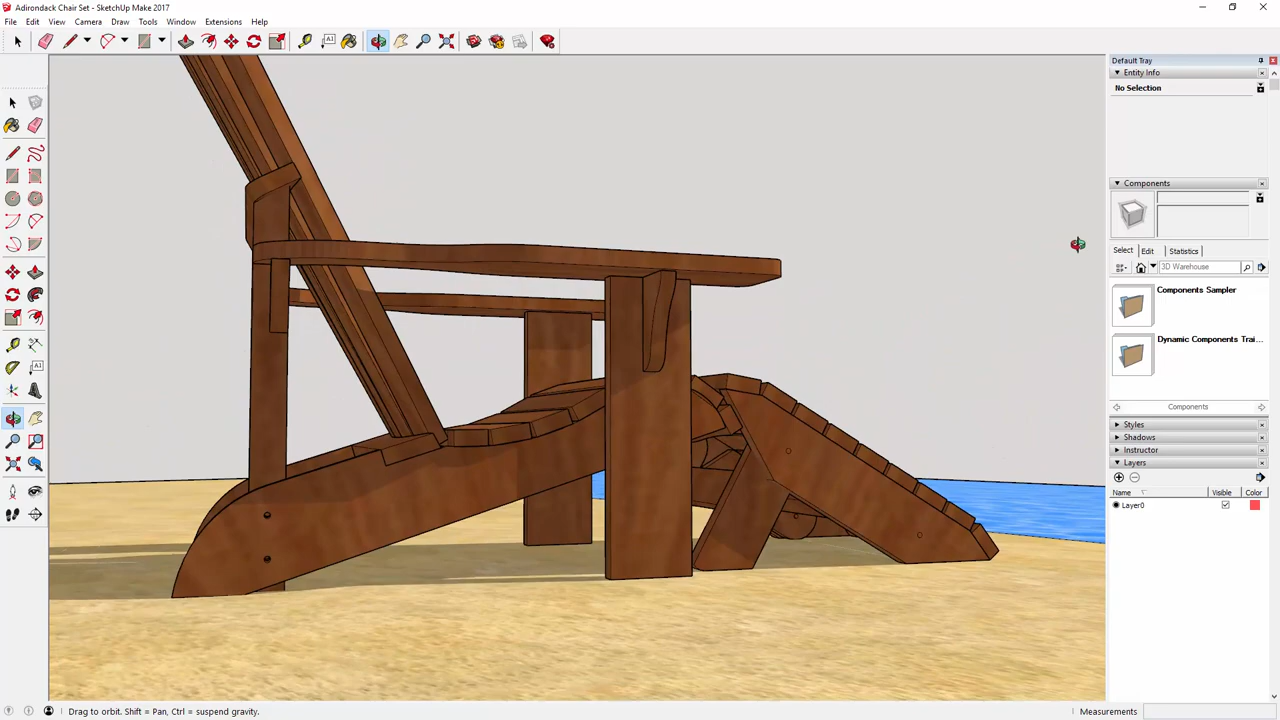 Adirondack Chair Set - SketchUp Make 2017
File Edit View Camera Draw Tools Window Extensions Help
Default Tray
Entity Info
No Selection
Components
Select Edit Statistics
3D Warehouse
Components Sampler
Dynamic Components Trai...
Components
Styles
Shadows
Instructor
Layers
Name Visible Color
Layer0
Drag to orbit. Shift = Pan, Ctrl = suspend gravity.
Measurements